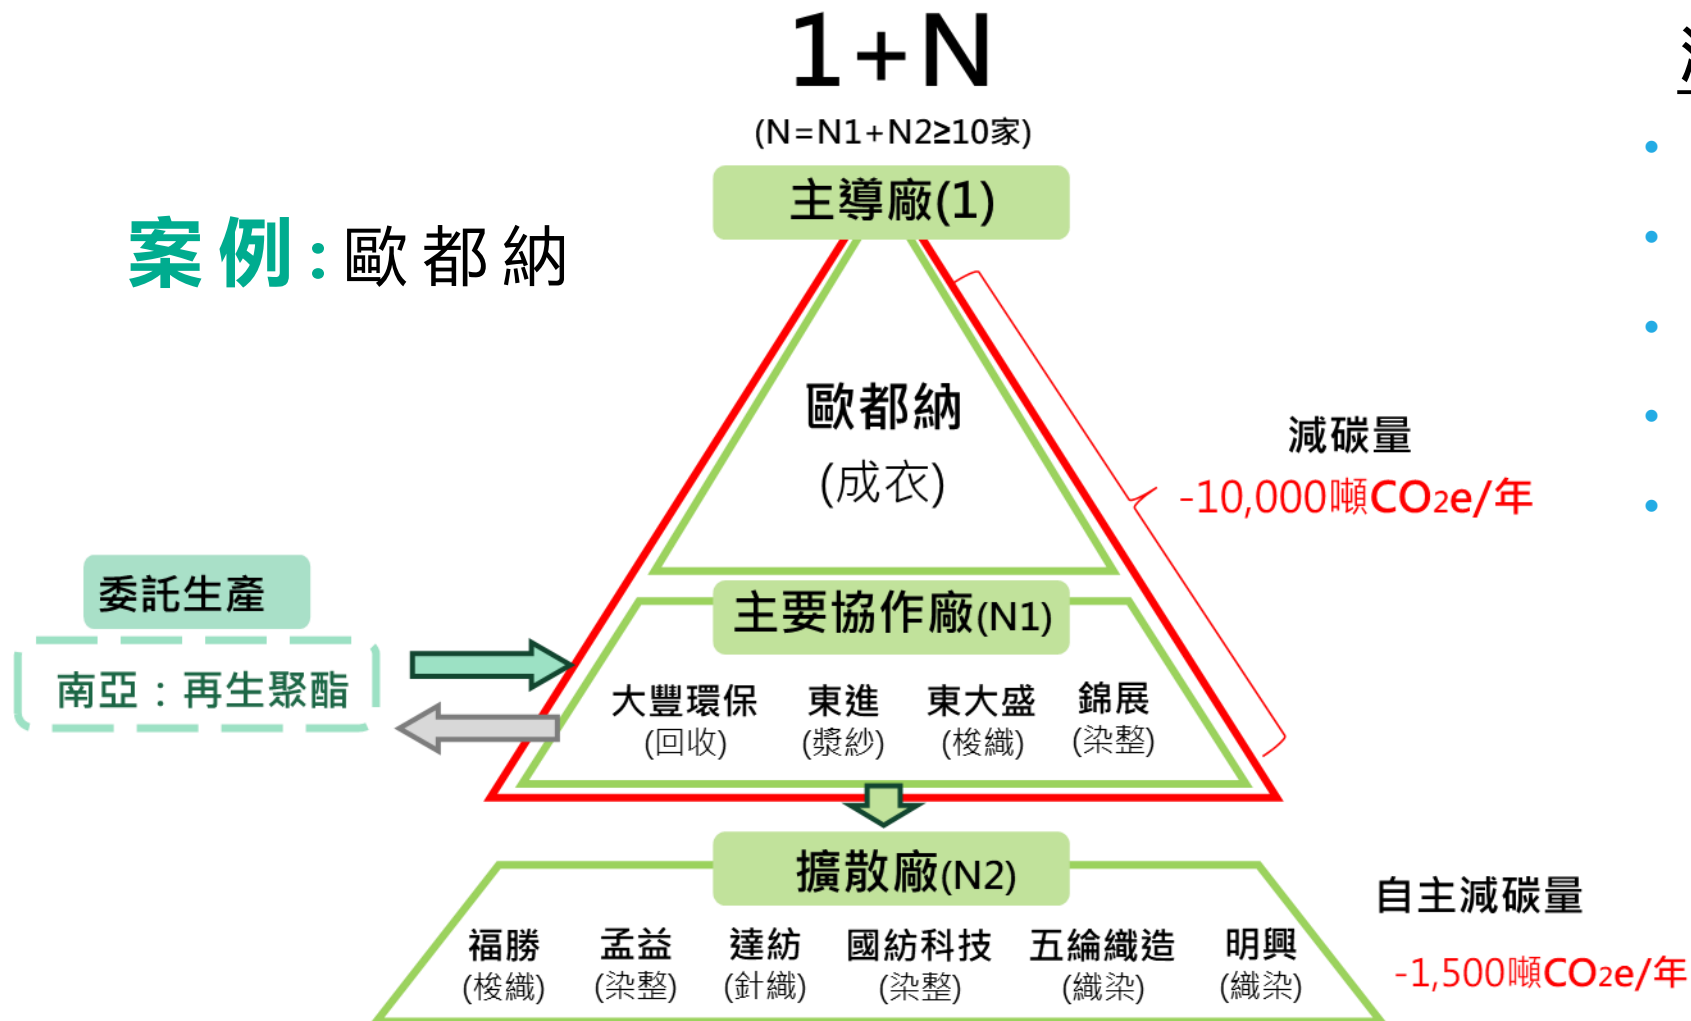 1+N
(N=N1+N2≥10家)
主導廠(1)
案例:歐都納
歐都納
(成衣)
減碳量
-10,000噸CO2e/年
委託生產
南亞：再生聚酯
主要協作廠(N1)
大豐環保 東進 東大盛 錦展
(回收) (漿紗) (梭織) (染整)
擴散廠(N2)
福勝 孟益 達紡 國紡科技 五綸織造 明興
(梭織) (染整) (針織) (染整) (織染) (織染)
自主減碳量
-1,500噸CO2e/年